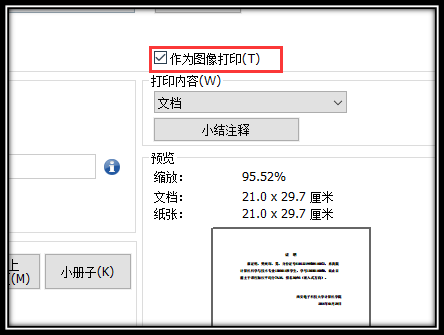 作为图像打印(T)
打印内容(W)
文档
小结注释
预览
缩放: 95.52%
文档: 21.0 x 29.7 厘米
纸张: 21.0 x 29.7 厘米
(M)
小册子(K)
证 明